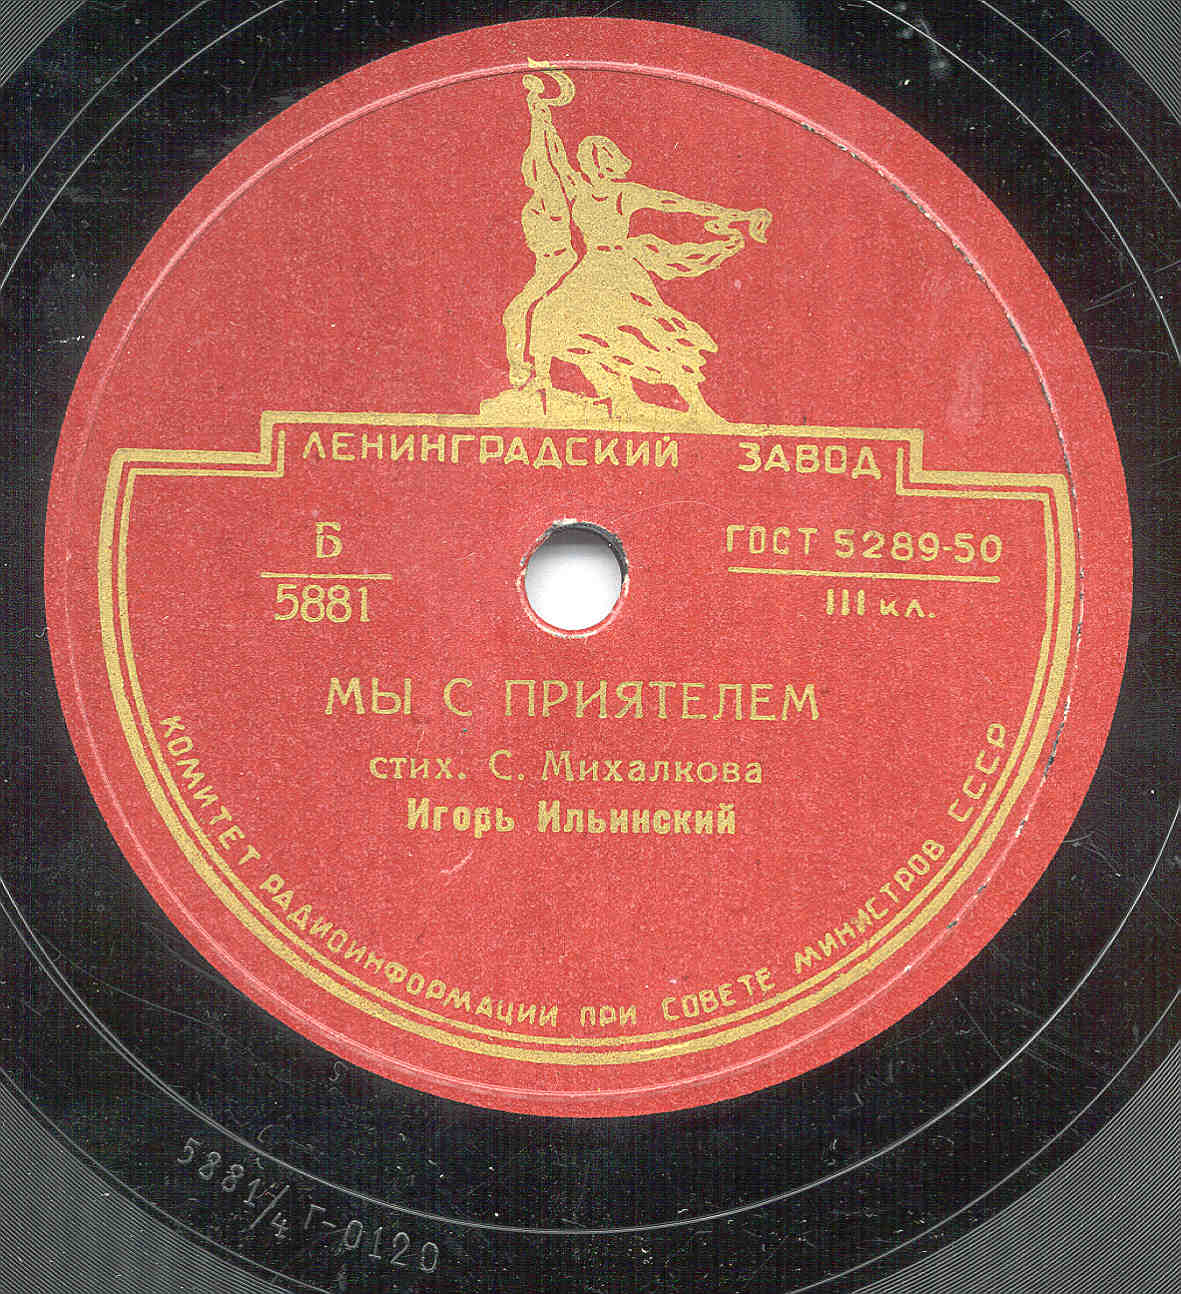 ЛЕНИНГРАДСКИЙ ЗАВОД
Б
5881
ГОСТ 5289-50
III кл.
МЫ С ПРИЯТЕЛЕМ
стих. С. Михалкова
Игорь Ильинский
КОМИТЕТ РАДИОИНФОРМАЦИИ ПРИ СОВЕТЕ МИНИСТРОВ СССР
5881/4 Г-0120